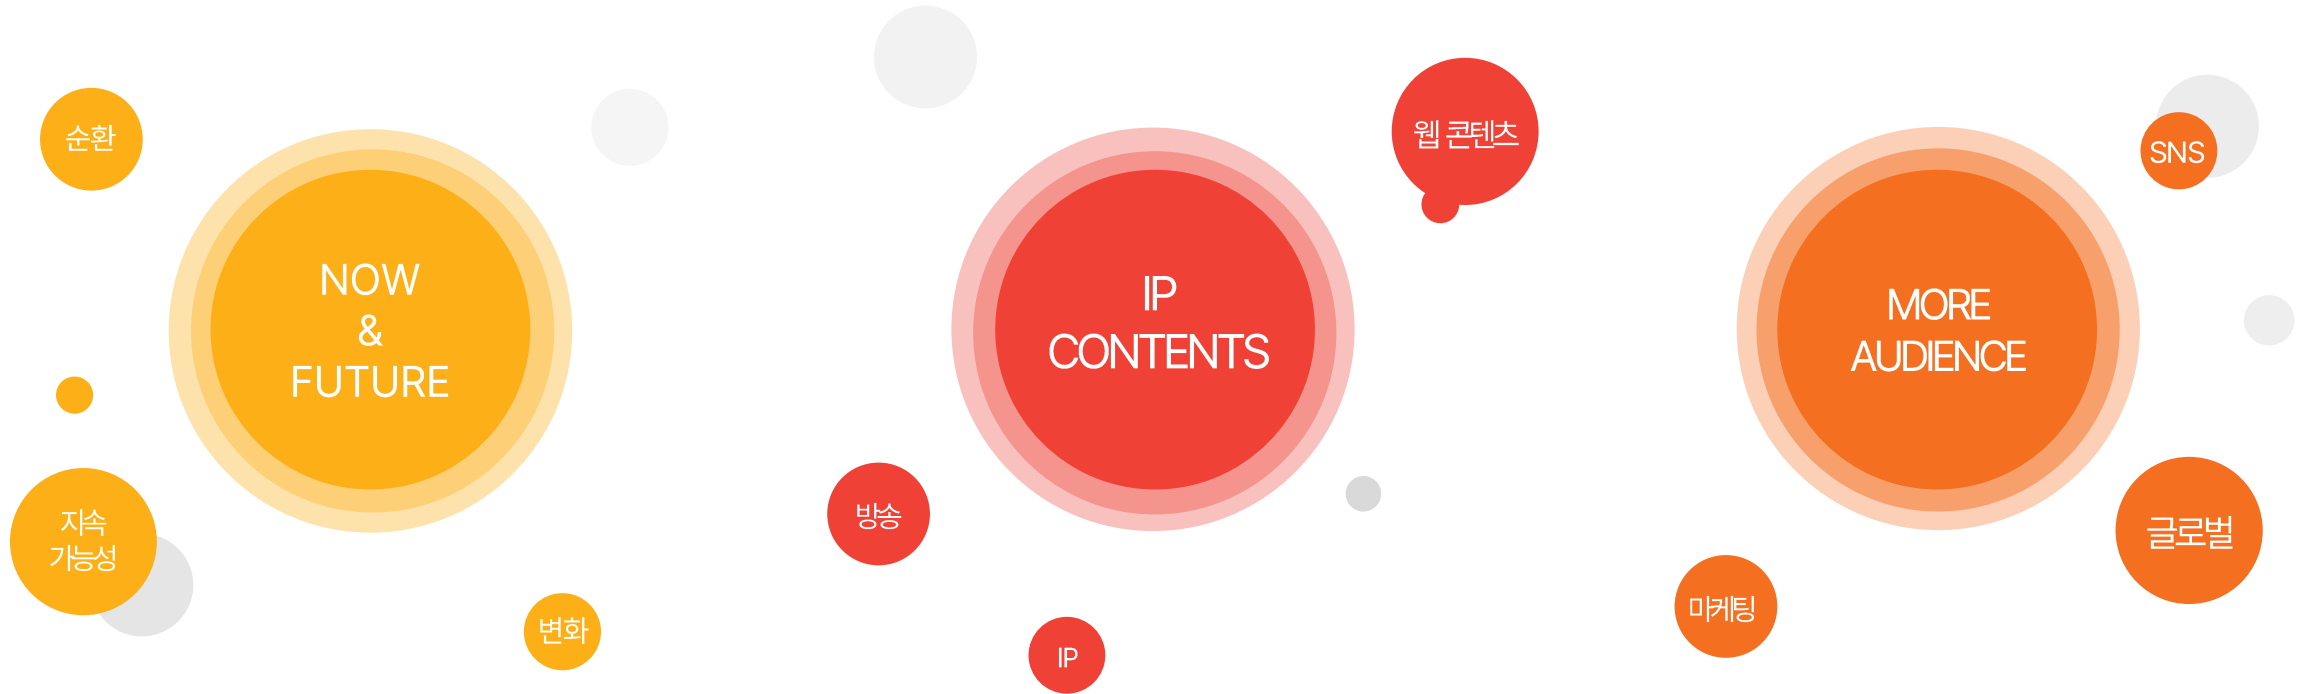 순환
NOW
&
FUTURE
지속
가능성
변화
웹 콘텐츠
IP
CONTENTS
방송
IP
SNS
MORE
AUDIENCE
글로벌
마케팅